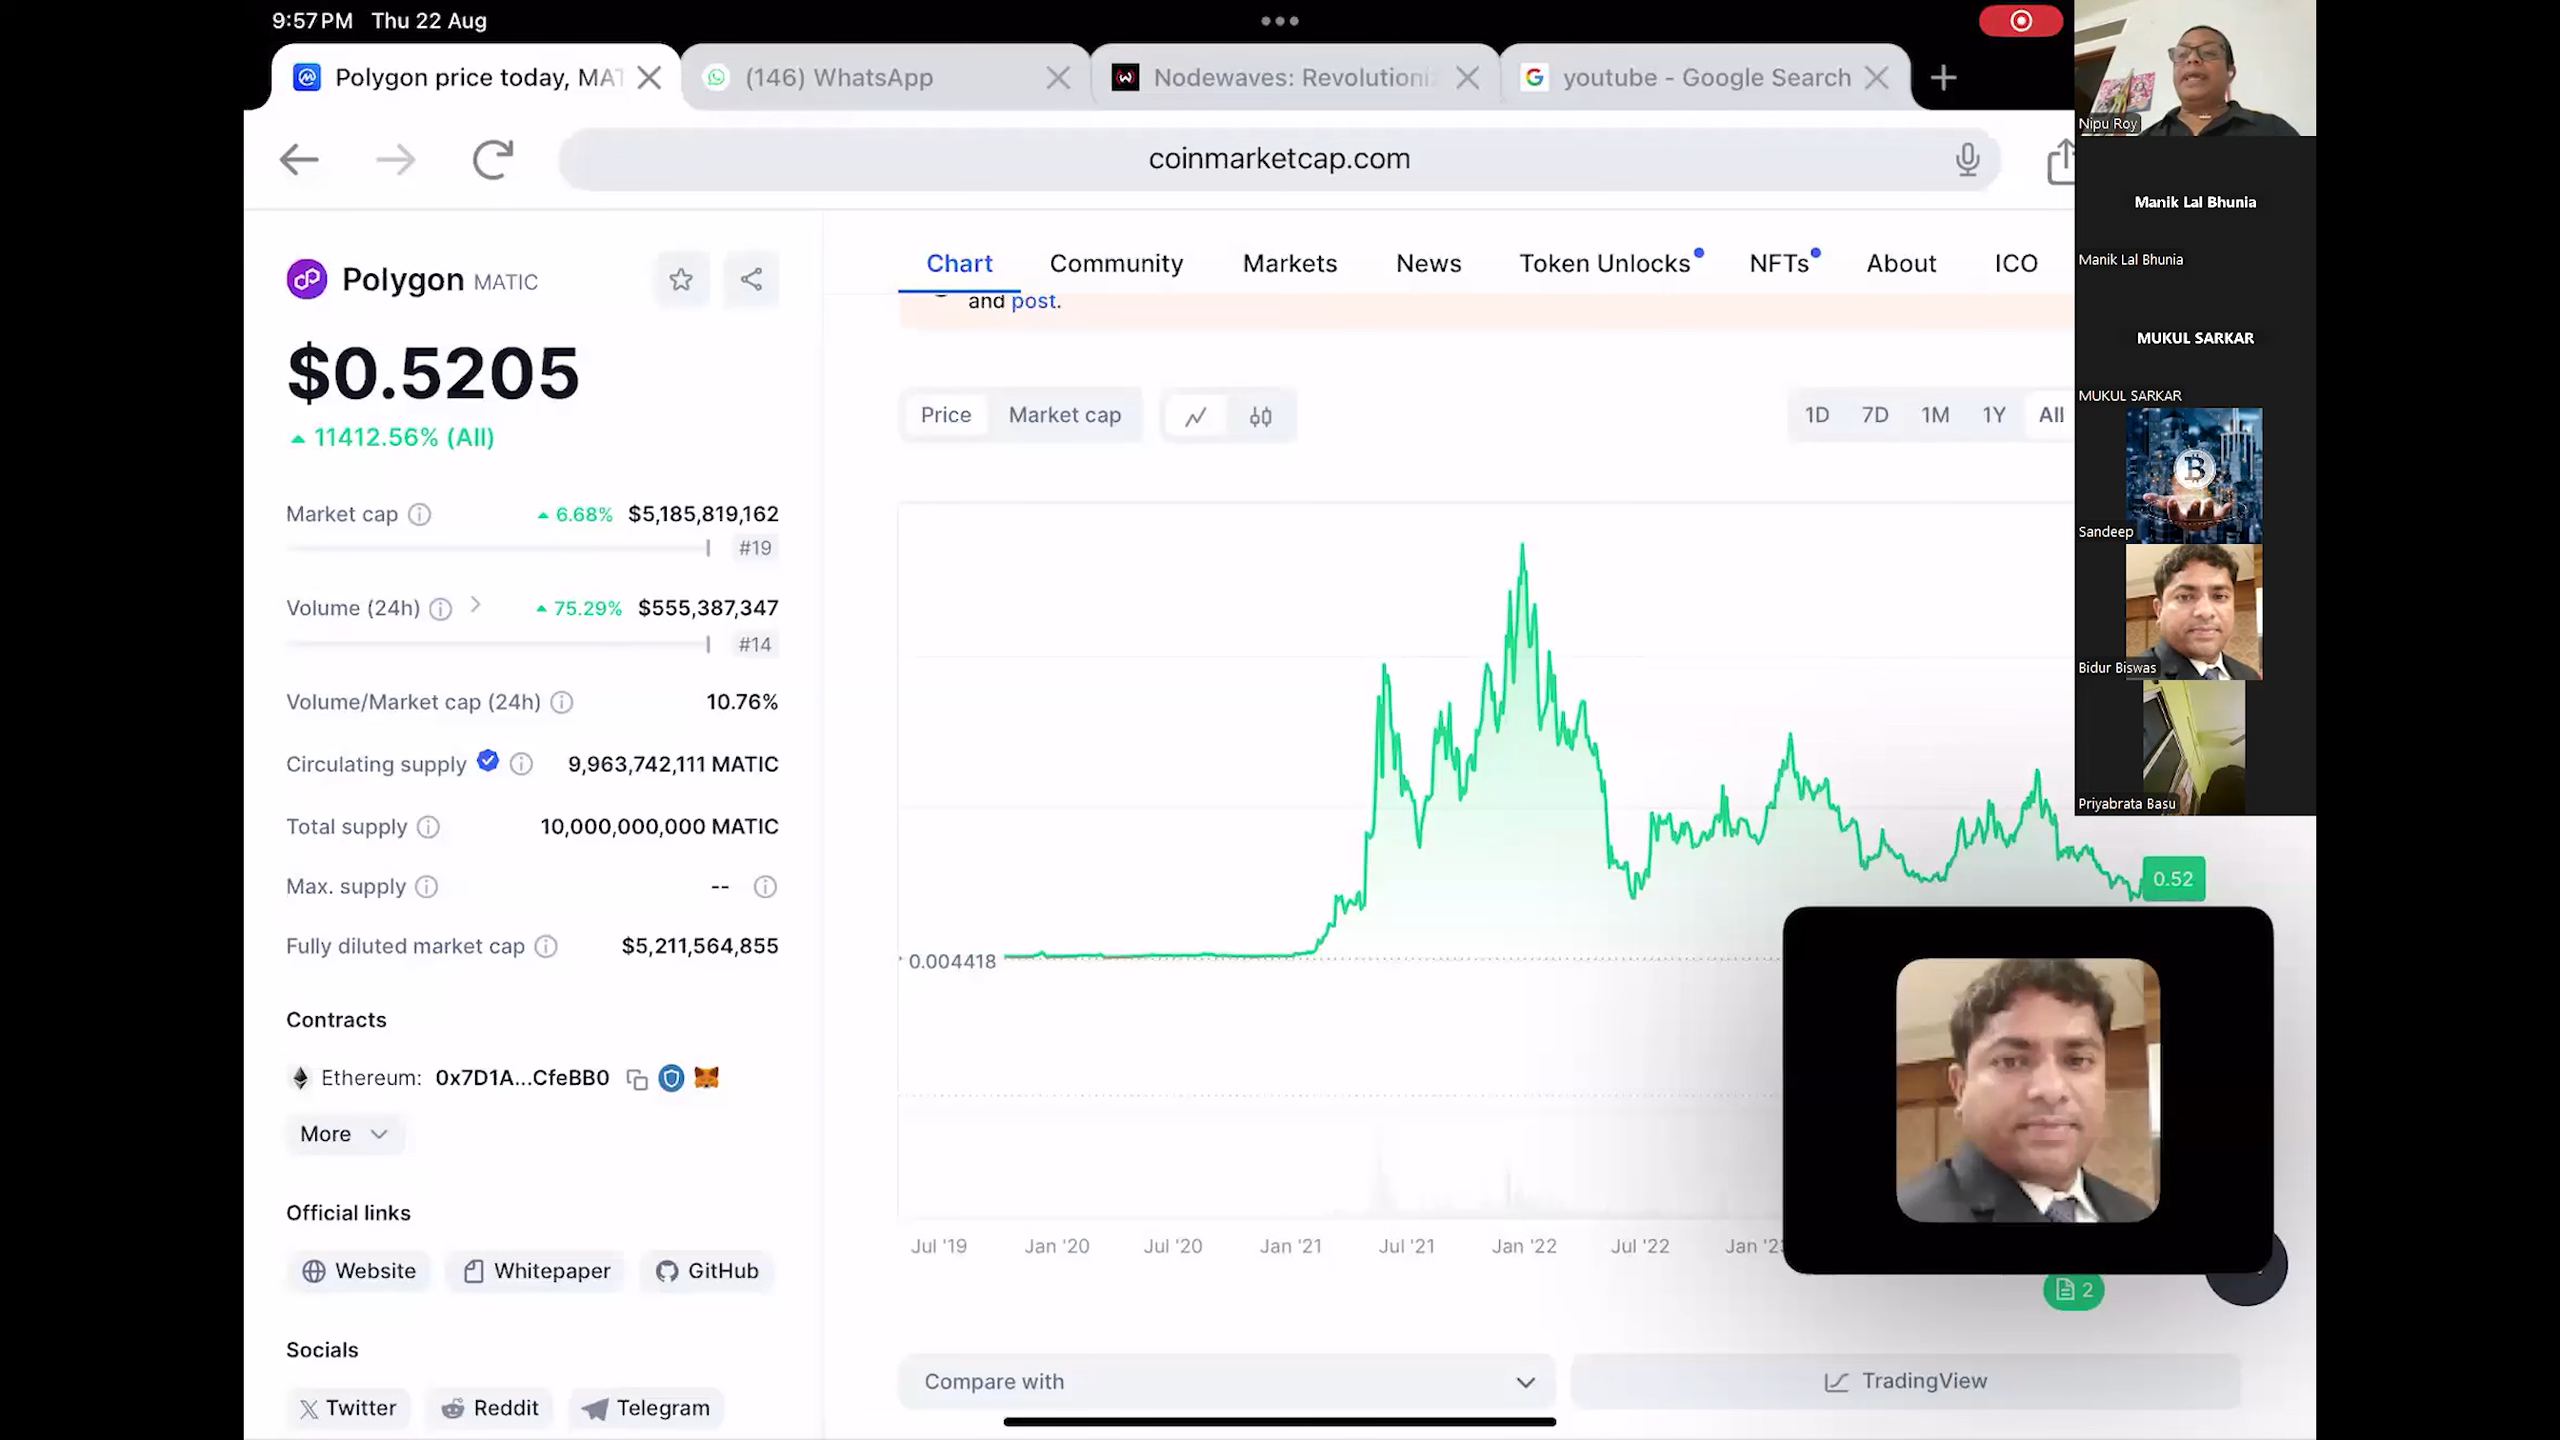 9:57 PM Thu 22 Aug
Polygon price today, MAT
(146) WhatsApp
Nodewaves: Revolutioni
youtube - Google Search
coinmarketcap.com
Polygon MATIC
$0.5205
11412.56% (All)
Market cap 6.68% $5,185,819,162
#19
Volume (24h) 75.29% $555,387,347
#14
Volume/Market cap (24h) 10.76%
Circulating supply 9,963,742,111 MATIC
Total supply 10,000,000,000 MATIC
Max. supply --
Fully diluted market cap $5,211,564,855
Contracts
Ethereum: 0x7D1A...CfeBB0
More
Official links
Website Whitepaper GitHub
Socials
Twitter Reddit Telegram
Chart Community Markets News Token Unlocks NFTs About ICO
and post.
Price Market cap
1D 7D 1M 1Y All
0.52
0.004418
Jul '19 Jan '20 Jul '20 Jan '21 Jul '21 Jan '22 Jul '22 Jan '23
2
Compare with
TradingView
Nipu Roy
Manik Lal Bhunia
Manik Lal Bhunia
MUKUL SARKAR
MUKUL SARKAR
Sandeep
Bidur Biswas
Priyabrata Basu